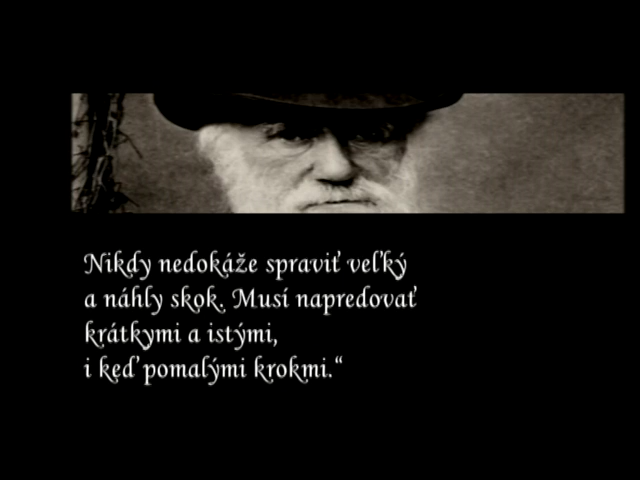 Nikdy nedokáže spraviť veľký
a náhly skok. Musí napredovať
krátkymi a istými,
i keď pomalými krokmi.“